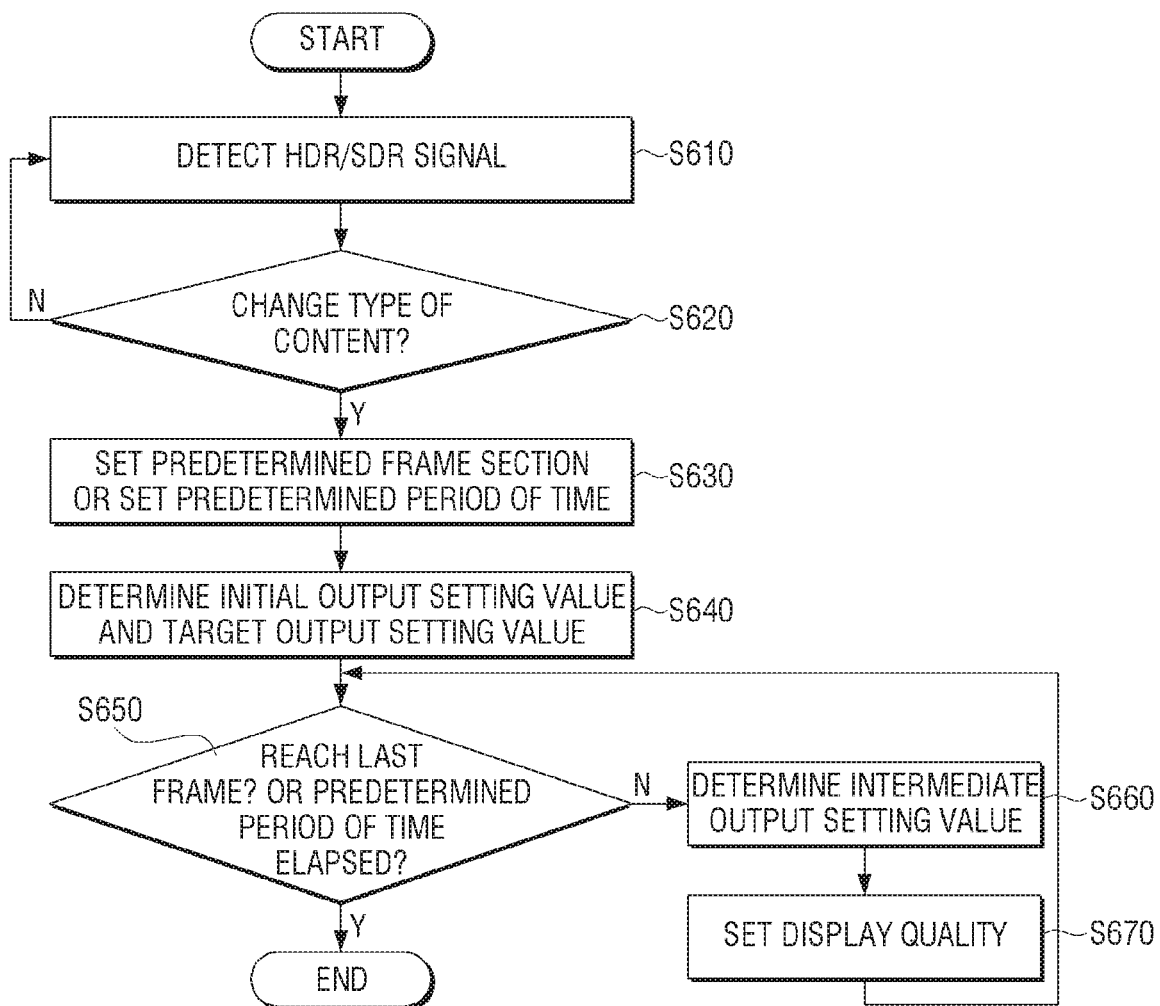 START
DETECT HDR/SDR SIGNAL
S610
CHANGE TYPE OF
CONTENT?
S620
N
Y
SET PREDETERMINED FRAME SECTION
OR SET PREDETERMINED PERIOD OF TIME
S630
DETERMINE INITIAL OUTPUT SETTING VALUE
AND TARGET OUTPUT SETTING VALUE
S640
S650
REACH LAST
FRAME? OR PREDETERMINED
PERIOD OF TIME
ELAPSED?
N
DETERMINE INTERMEDIATE
OUTPUT SETTING VALUE
S660
SET DISPLAY QUALITY
S670
Y
END